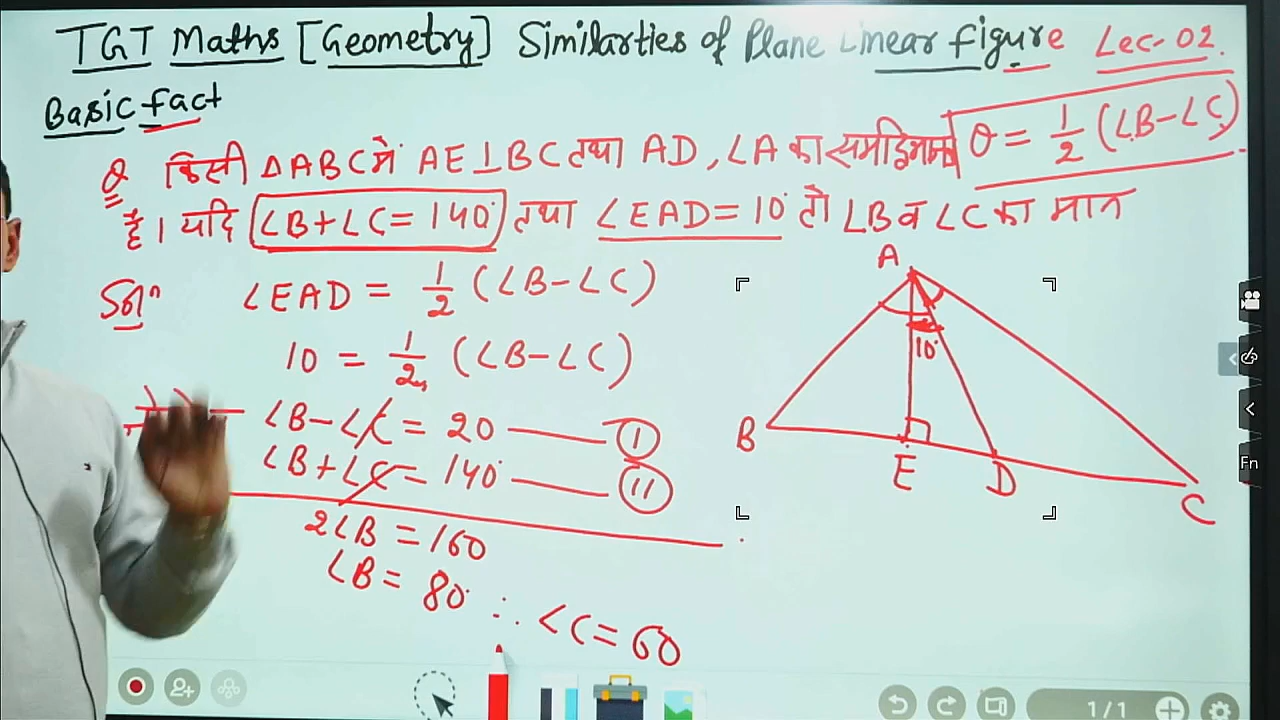 TGT Maths [Geometry] Similarties of Plane Linear figure Lec-02.
Basic fact
Q किसी ΔABC में AE⊥BC तथा AD, ∠A का समद्विभाजक θ = 1/2 (∠B-∠C)
है। यदि ∠B+∠C = 140° तथा ∠EAD = 10° तो ∠B व ∠C का मान
Solⁿ ∠EAD = 1/2 (∠B-∠C)
10 = 1/2 (∠B-∠C)
∠B-∠C = 20 — I
∠B+∠C = 140° — II
2∠B = 160
∠B = 80° ∴ ∠C = 60
A
10°
B
E
D
C
Fn
1/1